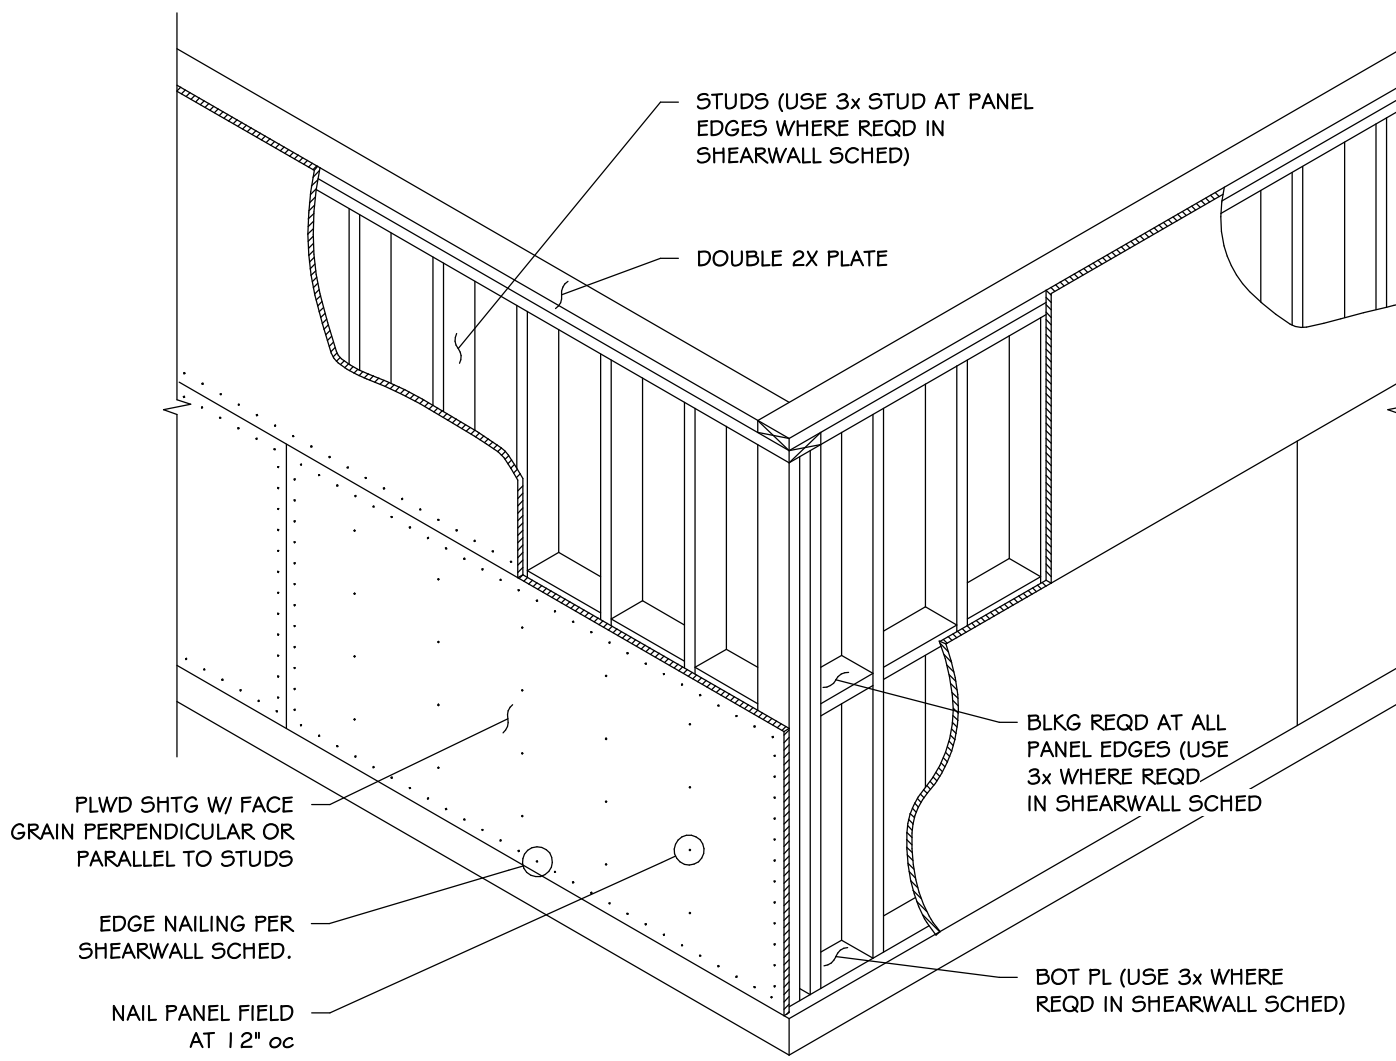 STUDS (USE 3x STUD AT PANEL
EDGES WHERE REQD IN
SHEARWALL SCHED)
DOUBLE 2X PLATE
BLKG REQD AT ALL
PANEL EDGES (USE
3x WHERE REQD
IN SHEARWALL SCHED
PLWD SHTG W/ FACE
GRAIN PERPENDICULAR OR
PARALLEL TO STUDS
EDGE NAILING PER
SHEARWALL SCHED.
BOT PL (USE 3x WHERE
REQD IN SHEARWALL SCHED)
NAIL PANEL FIELD
AT 12" oc